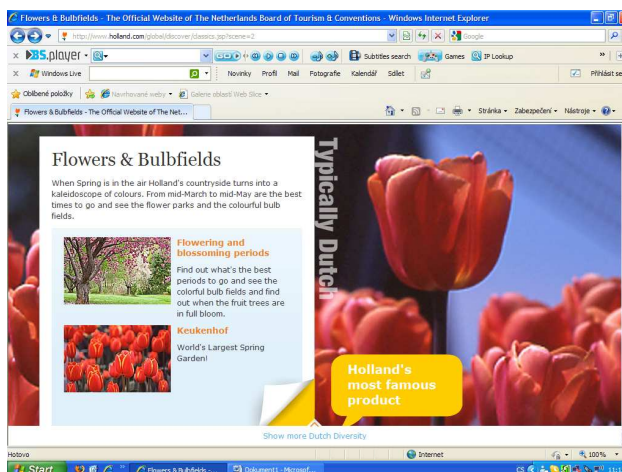 Flowers & Bulbfields - The Official Website of The Netherlands Board of Tourism & Conventions - Windows Internet Explorer
http://www.holland.com/global/discover/classics.jsp?scene=2
Google
BS.player
Subtitles search
Games
IP Lookup
Windows Live
Novinky Profil Mail Fotografie Kalendář Sdílet
Přihlásit se
Oblíbené položky
Navrhované weby
Galerie oblastí Web Slice
Flowers & Bulbfields - The Official Website of The Net...
Stránka Zabezpečení Nástroje
Flowers & Bulbfields
When Spring is in the air Holland's countryside turns into a
kaleidoscope of colours. From mid-March to mid-May are the best
times to go and see the flower parks and the colourful bulb
fields.
Flowering and
blossoming periods
Find out what's the best
periods to go and see the
colorful bulb fields and find
out when the fruit trees are
in full bloom.
Keukenhof
World's Largest Spring
Garden!
Typically Dutch
Holland's
most famous
product
Show more Dutch Diversity
Hotovo
Internet
100%
Start
Flowers & Bulbfields - ...
Dokument1 - Microsof...
CS